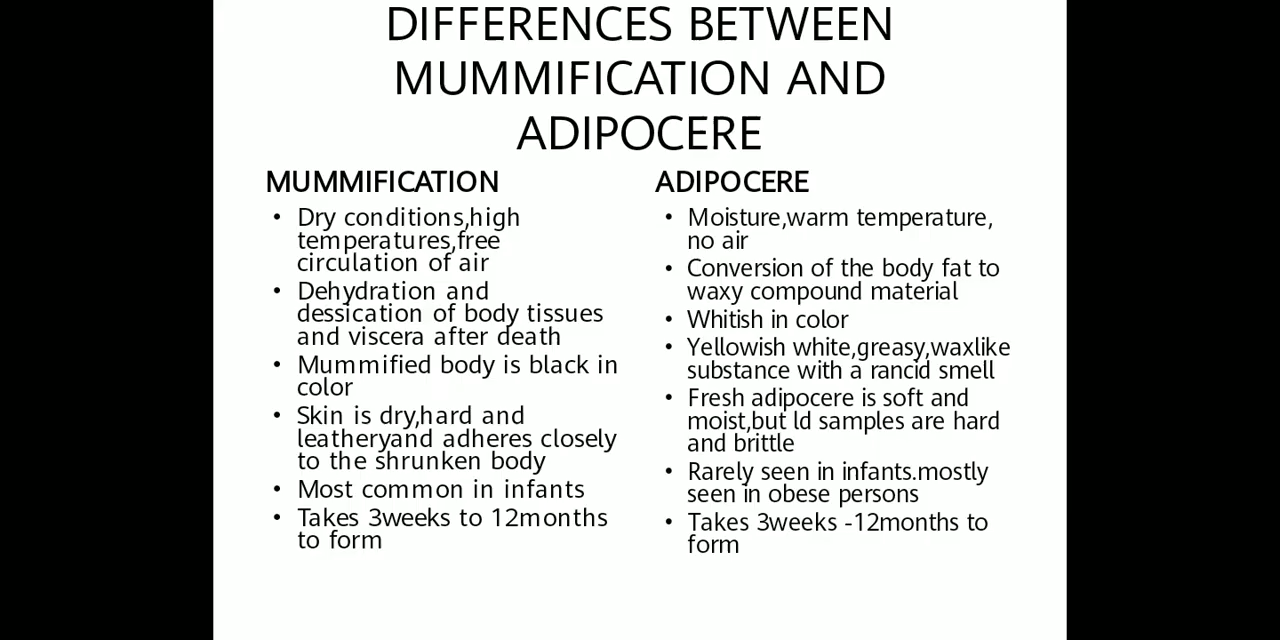 DIFFERENCES BETWEEN
MUMMIFICATION AND
ADIPOCERE
MUMMIFICATION
• Dry conditions,high
temperatures,free
circulation of air
• Dehydration and
dessication of body tissues
and viscera after death
• Mummified body is black in
color
• Skin is dry,hard and
leatheryand adheres closely
to the shrunken body
• Most common in infants
• Takes 3weeks to 12months
to form
ADIPOCERE
• Moisture,warm temperature,
no air
• Conversion of the body fat to
waxy compound material
• Whitish in color
• Yellowish white,greasy,waxlike
substance with a rancid smell
• Fresh adipocere is soft and
moist,but ld samples are hard
and brittle
• Rarely seen in infants.mostly
seen in obese persons
• Takes 3weeks -12months to
form